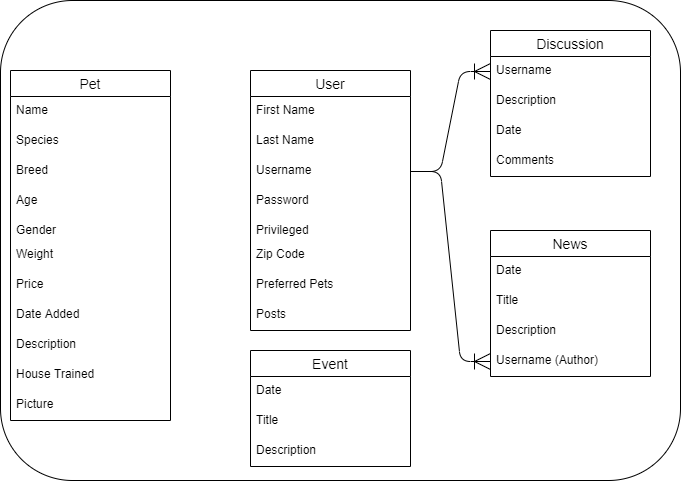 Pet
Name
Species
Breed
Age
Gender
Weight
Price
Date Added
Description
House Trained
Picture
User
First Name
Last Name
Username
Password
Privileged
Zip Code
Preferred Pets
Posts
Event
Date
Title
Description
Discussion
Username
Description
Date
Comments
News
Date
Title
Description
Username (Author)